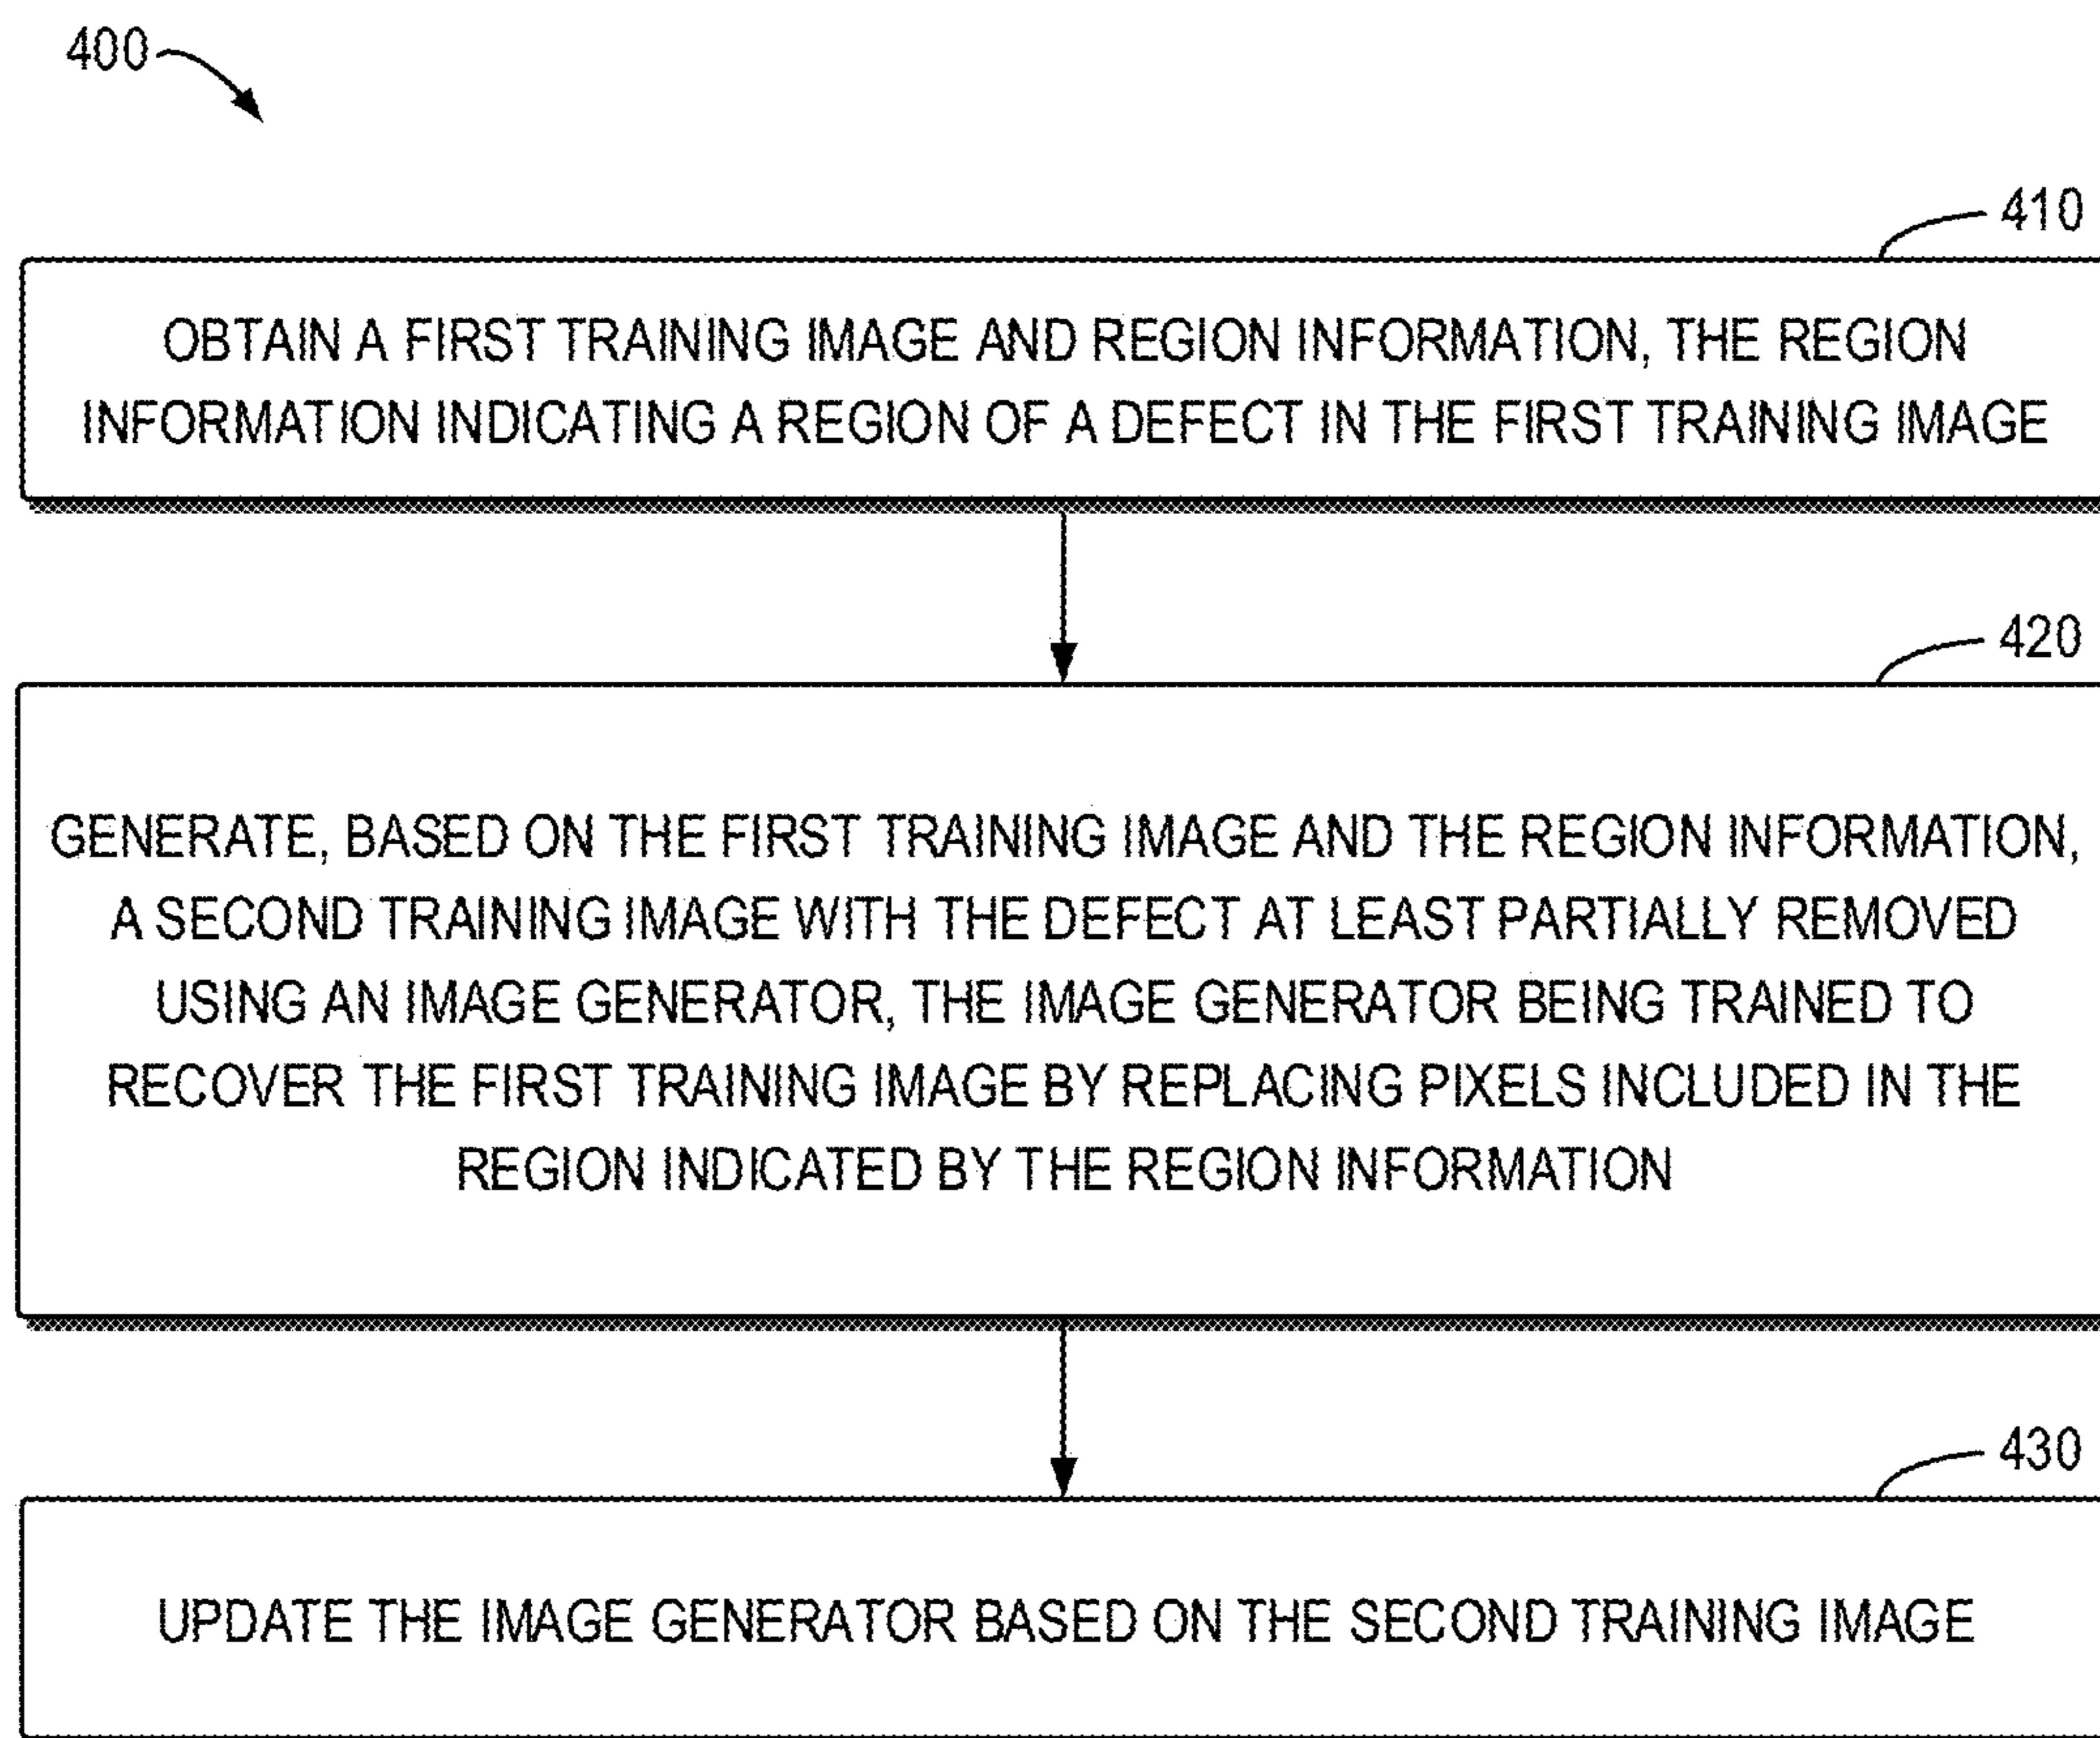 400
410
OBTAIN A FIRST TRAINING IMAGE AND REGION INFORMATION, THE REGION
INFORMATION INDICATING A REGION OF A DEFECT IN THE FIRST TRAINING IMAGE
420
GENERATE, BASED ON THE FIRST TRAINING IMAGE AND THE REGION INFORMATION,
A SECOND TRAINING IMAGE WITH THE DEFECT AT LEAST PARTIALLY REMOVED
USING AN IMAGE GENERATOR, THE IMAGE GENERATOR BEING TRAINED TO
RECOVER THE FIRST TRAINING IMAGE BY REPLACING PIXELS INCLUDED IN THE
REGION INDICATED BY THE REGION INFORMATION
430
UPDATE THE IMAGE GENERATOR BASED ON THE SECOND TRAINING IMAGE